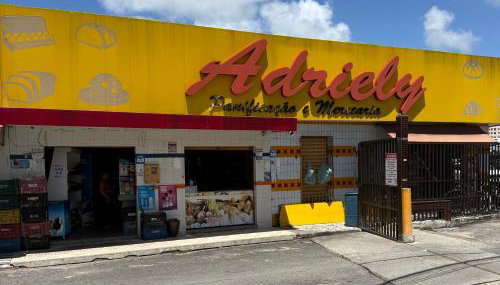 Adriely
Panificação e Mercearia